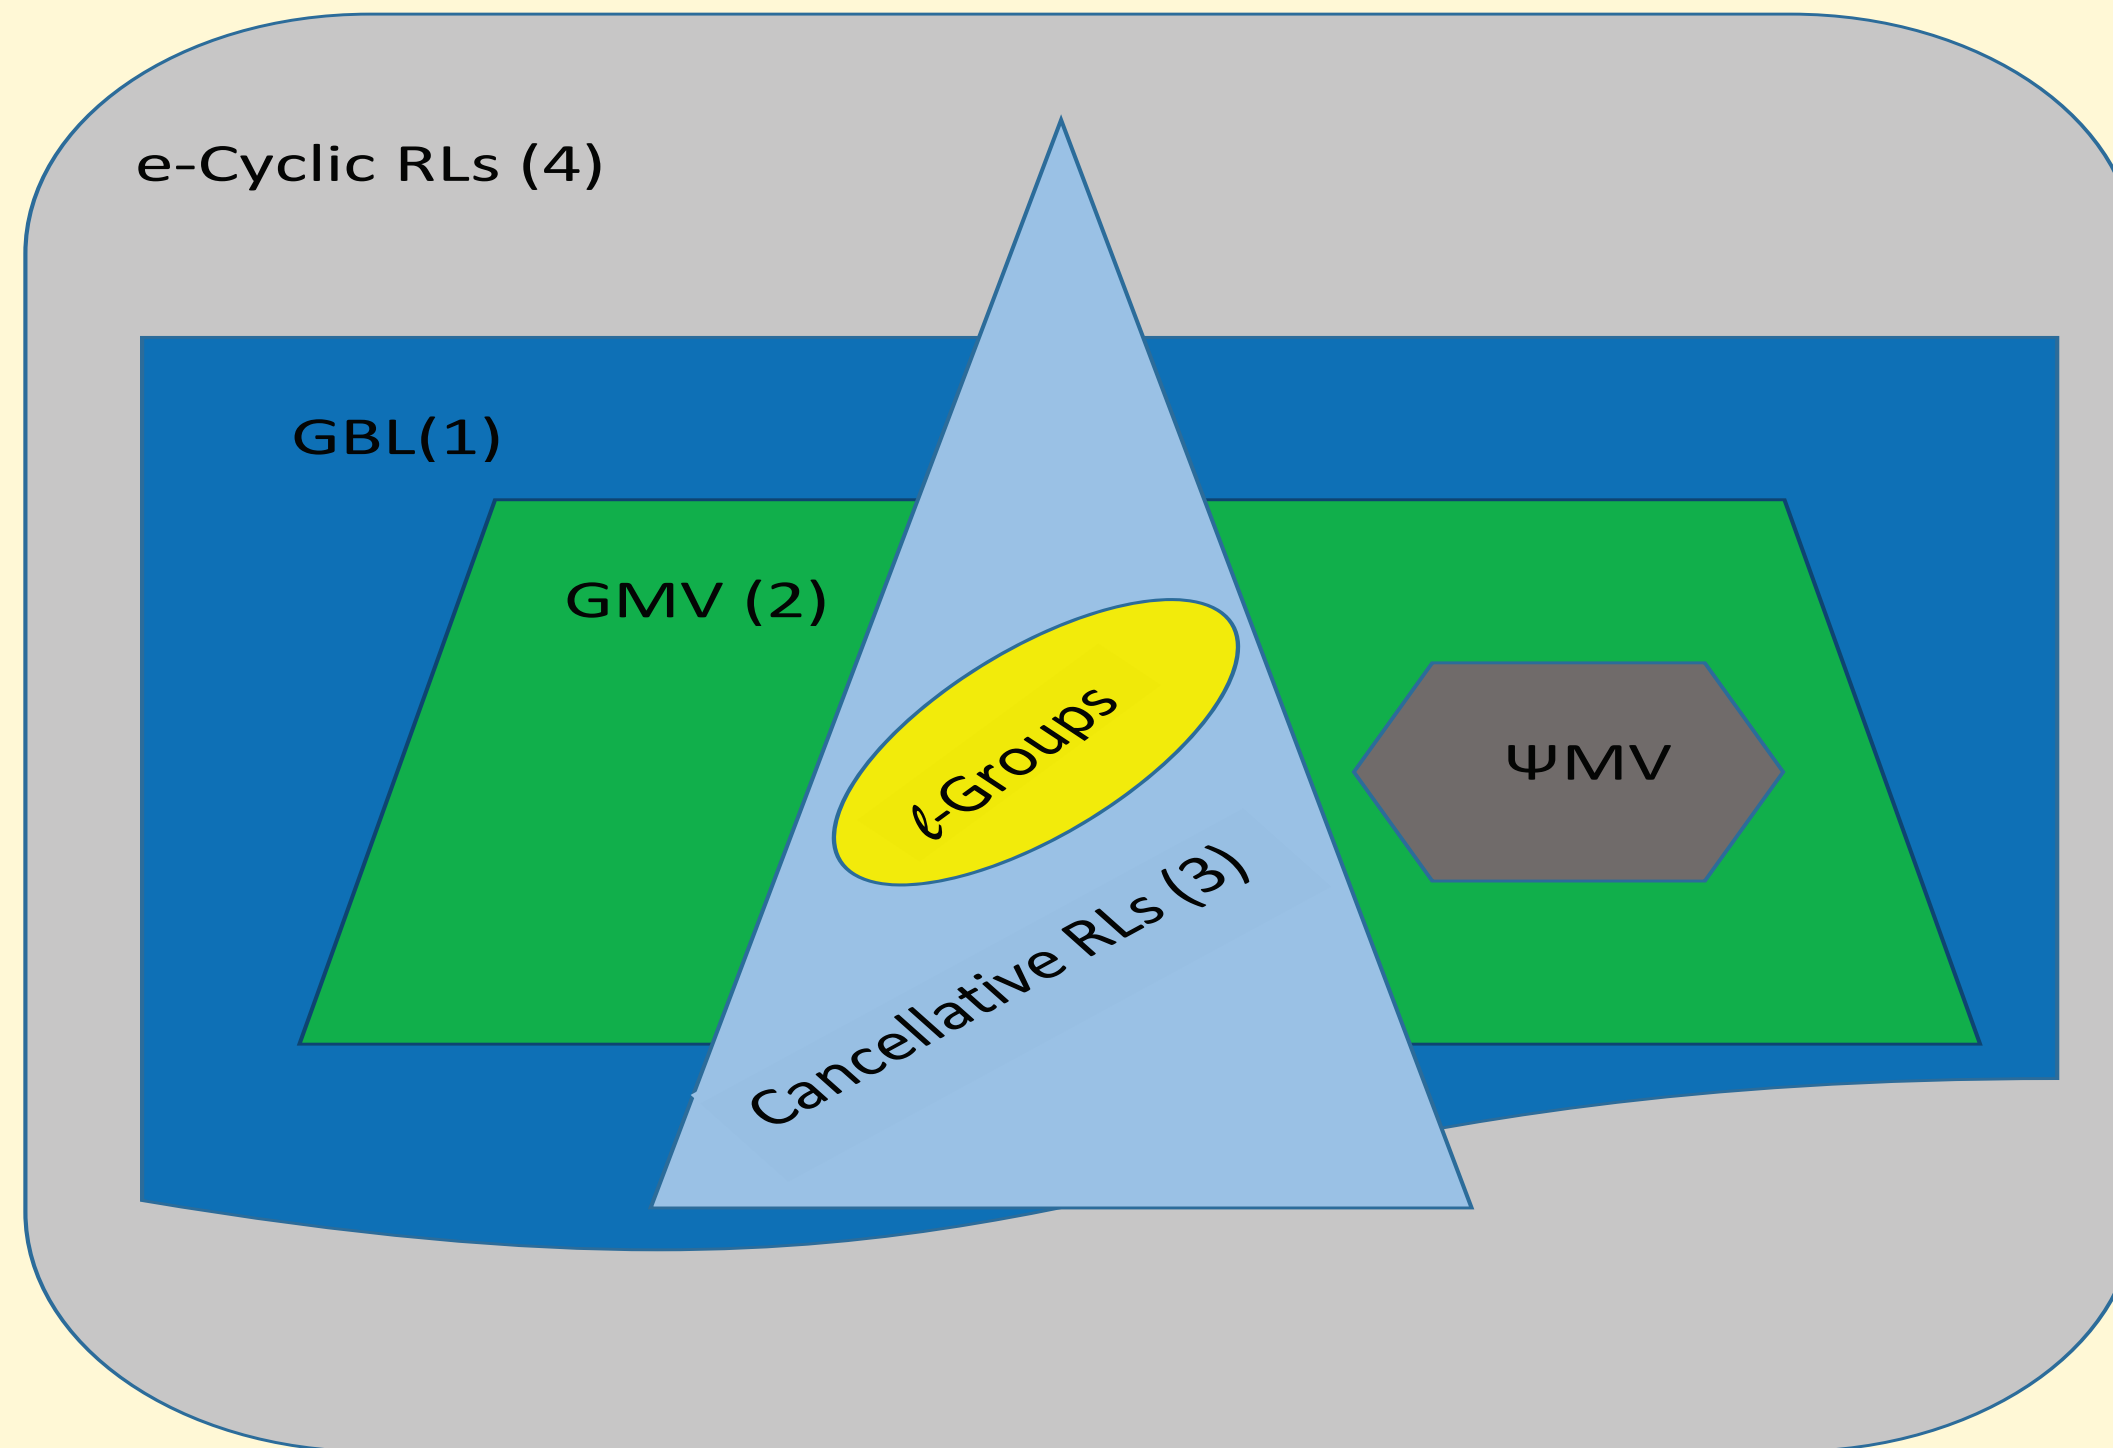 e-Cyclic RLs (4)
GBL(1)
GMV (2)
ℓ-Groups
ΨMV
Cancellative RLs (3)